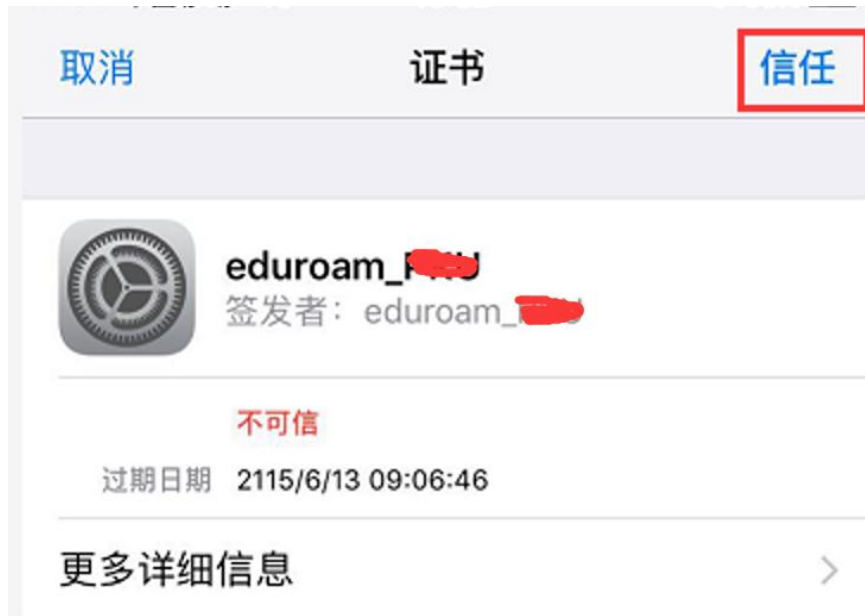 取消 证书 信任
eduroam_
签发者: eduroam_
不可信
过期日期 2115/6/13 09:06:46
更多详细信息